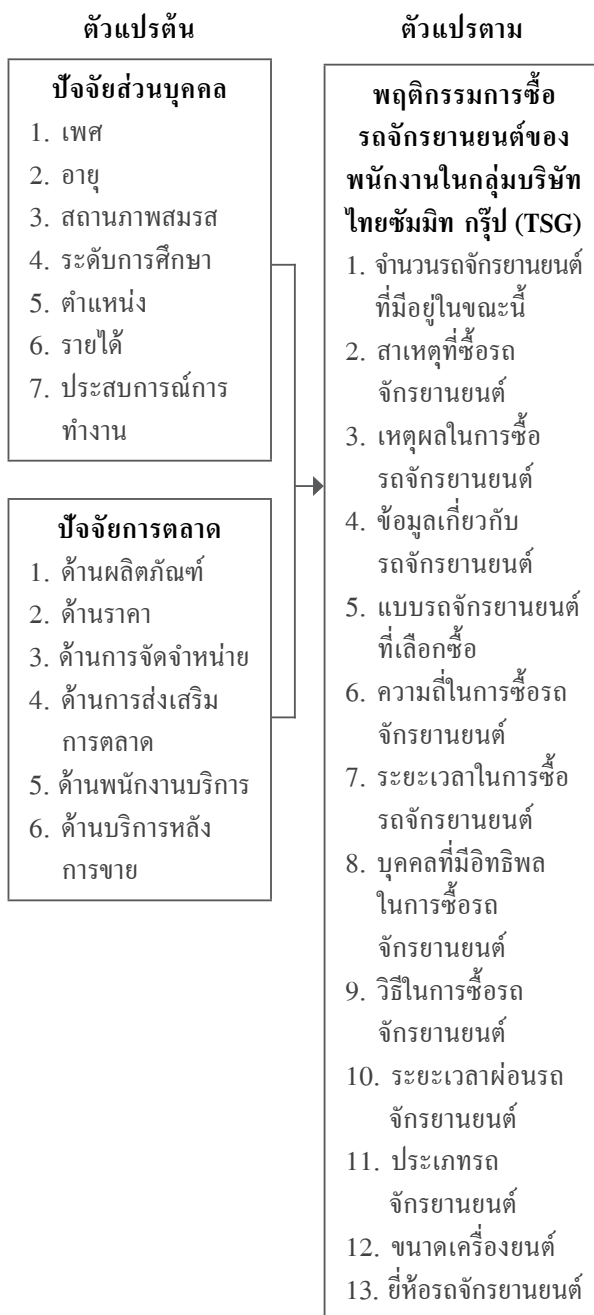 ตัวแปรต้น
ปัจจัยส่วนบุคคล
1. เพศ
2. อายุ
3. สถานภาพสมรส
4. ระดับการศึกษา
5. ตำแหน่ง
6. รายได้
7. ประสบการณ์การ
ทำงาน
ปัจจัยการตลาด
1. ด้านผลิตภัณฑ์
2. ด้านราคา
3. ด้านการจัดจำหน่าย
4. ด้านการส่งเสริม
การตลาด
5. ด้านพนักงานบริการ
6. ด้านบริการหลัง
การขาย
ตัวแปรตาม
พฤติกรรมการซื้อ
รถจักรยานยนต์ของ
พนักงานในกลุ่มบริษัท
ไทยซัมมิท กรุ๊ป (TSG)
1. จำนวนรถจักรยานยนต์
ที่มีอยู่ในขณะนี้
2. สาเหตุที่ซื้อรถ
จักรยานยนต์
3. เหตุผลในการซื้อ
รถจักรยานยนต์
4. ข้อมูลเกี่ยวกับ
รถจักรยานยนต์
5. แบบรถจักรยานยนต์
ที่เลือกซื้อ
6. ความถี่ในการซื้อรถ
จักรยานยนต์
7. ระยะเวลาในการซื้อ
รถจักรยานยนต์
8. บุคคลที่มีอิทธิพล
ในการซื้อรถ
จักรยานยนต์
9. วิธีในการซื้อรถ
จักรยานยนต์
10. ระยะเวลาผ่อนรถ
จักรยานยนต์
11. ประเภทรถ
จักรยานยนต์
12. ขนาดเครื่องยนต์
13. ยี่ห้อรถจักรยานยนต์